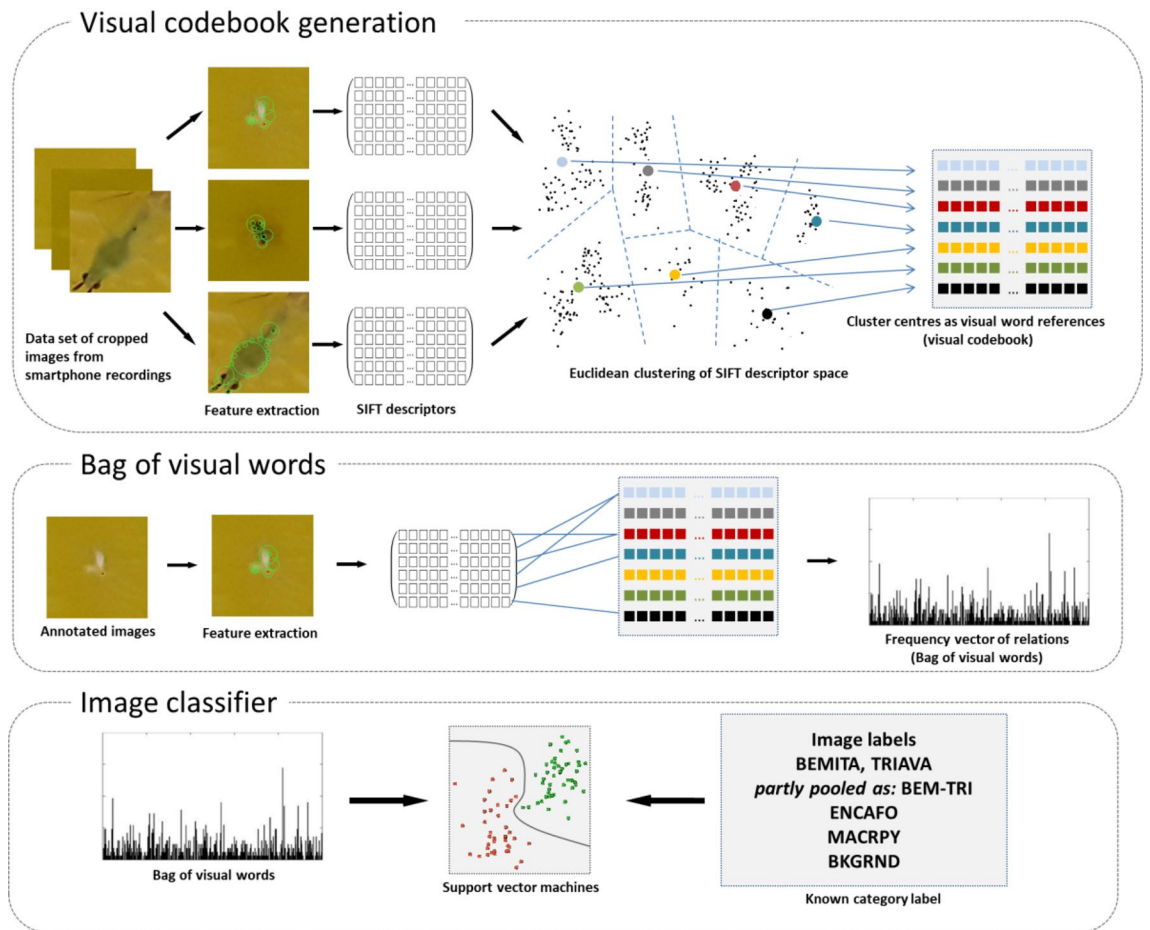 Visual codebook generation
Data set of cropped
images from
smartphone recordings
Feature extraction
SIFT descriptors
Euclidean clustering of SIFT descriptor space
Cluster centres as visual word references
(visual codebook)
Bag of visual words
Annotated images
Feature extraction
Frequency vector of relations
(Bag of visual words)
Image classifier
Bag of visual words
Support vector machines
Image labels
BEMITA, TRIAVA
partly pooled as: BEM-TRI
ENCAFO
MACRPY
BKGRND
Known category label